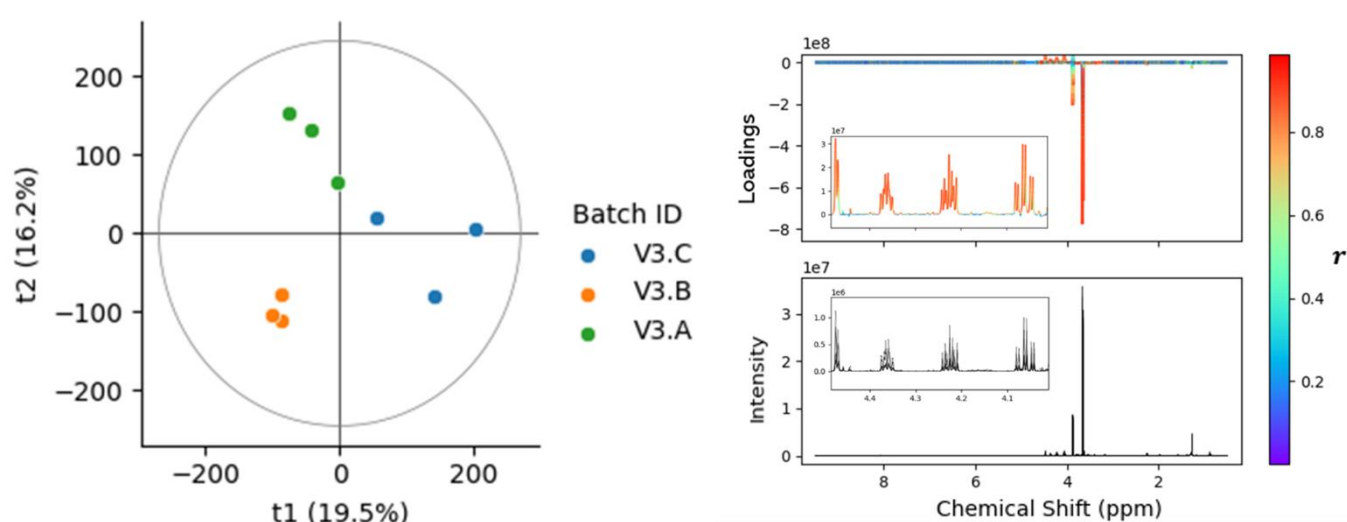 200
100
0
−100
−200
t2 (16.2%)
−200
0
200
t1 (19.5%)
Batch ID
V3.C
V3.B
V3.A
1e8
0
−2
−4
−6
−8
Loadings
1e7
3
2
1
0
1e7
3
2
1
0
Intensity
1e6
1.0
0.5
0.0
4.4
4.3
4.2
4.1
8
6
4
2
Chemical Shift (ppm)
0.8
0.6
0.4
0.2
r